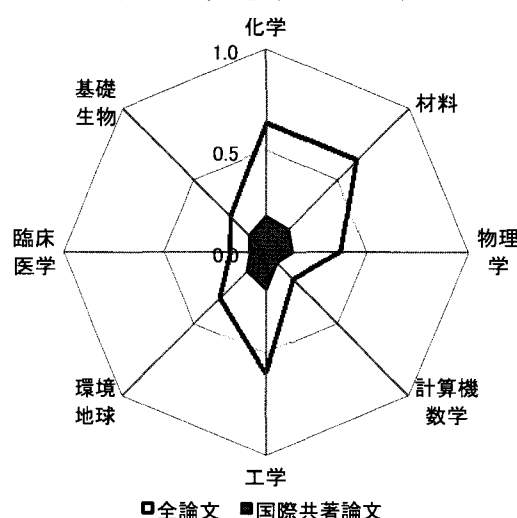 化学
1.0
材料
基礎
生物
0.5
物理
学
臨床
医学
0.0
計算機
数学
環境
地球
工学
全論文 国際共著論文